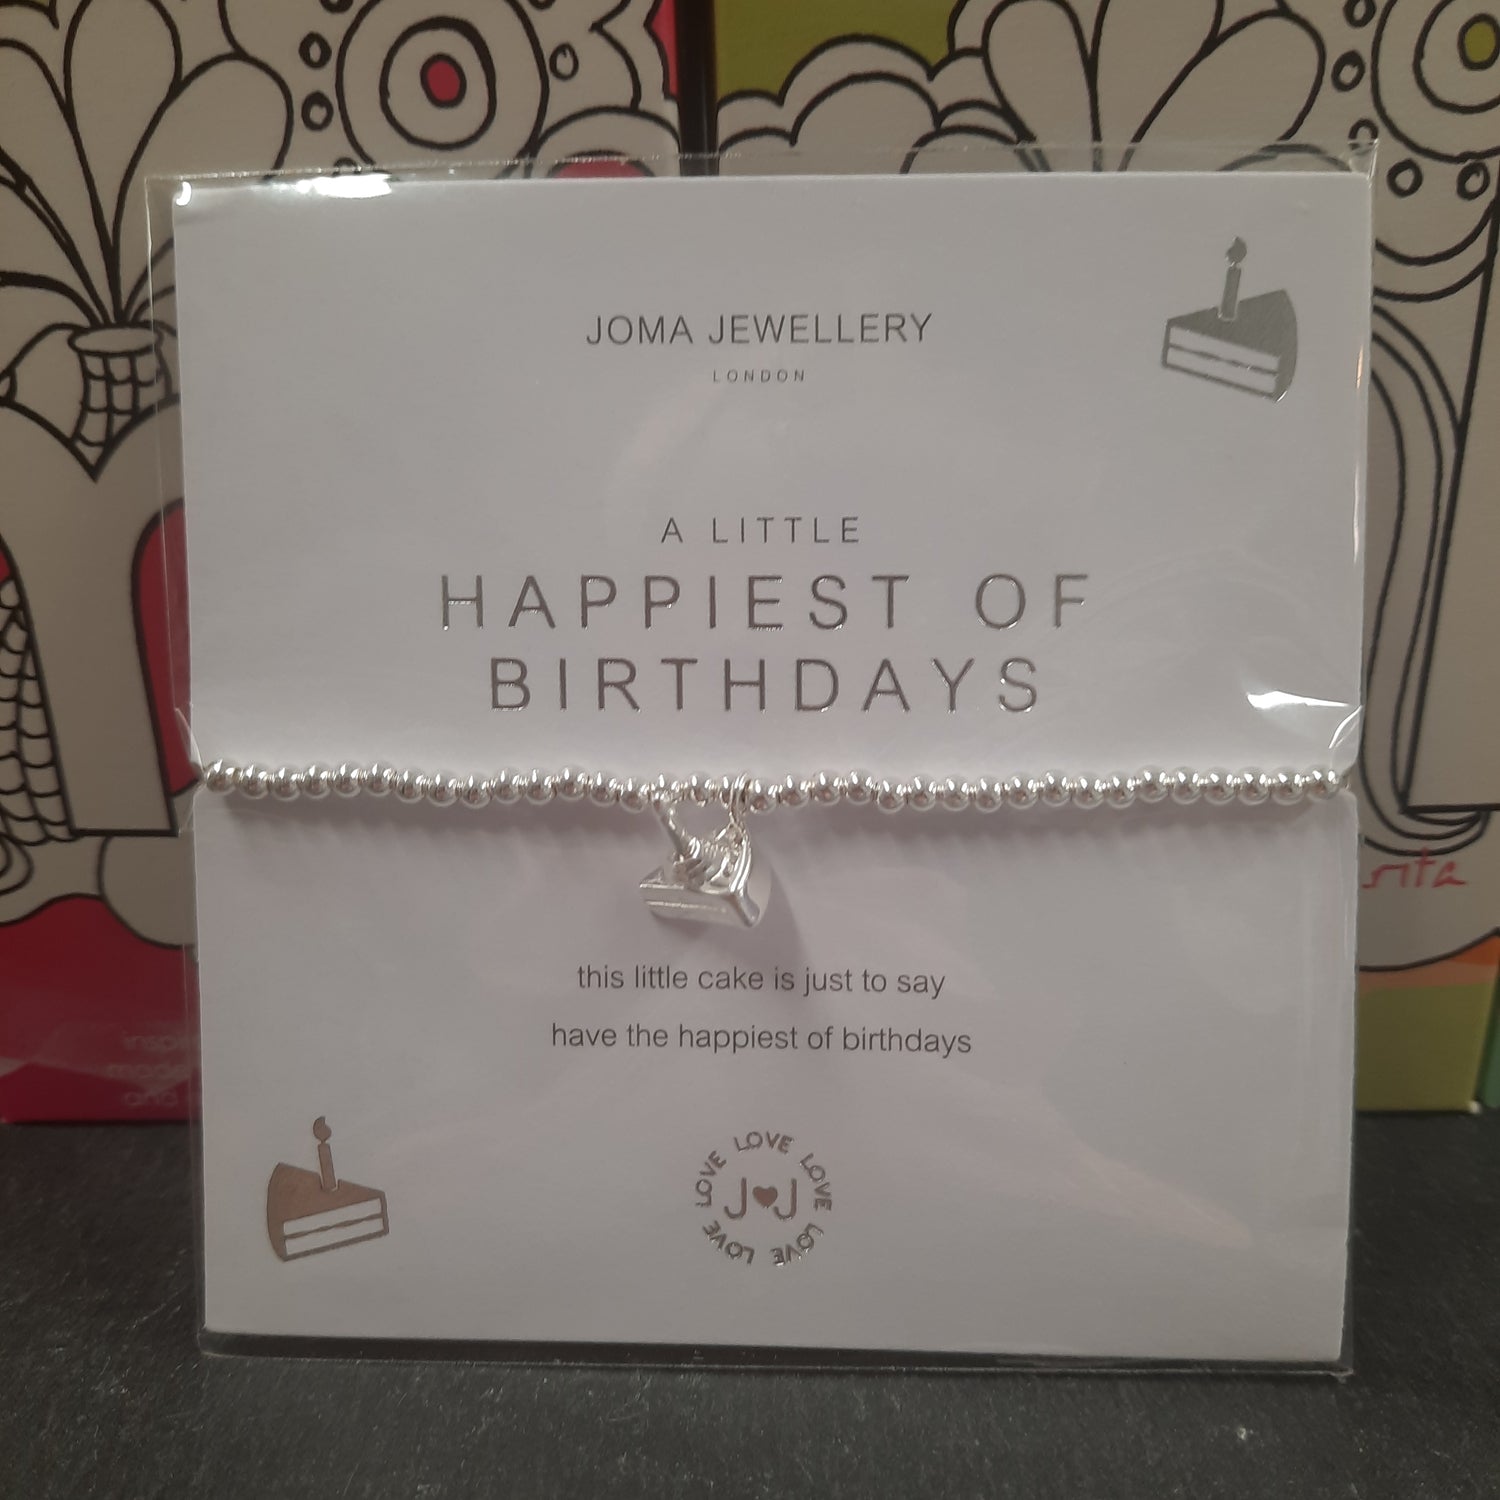 JOMA JEWELLERY
LONDON
A LITTLE
HAPPIEST OF
BIRTHDAYS
this little cake is just to say
have the happiest of birthdays
LOVE LOVE LOVE LOVE LOVE LOVE
J♥J